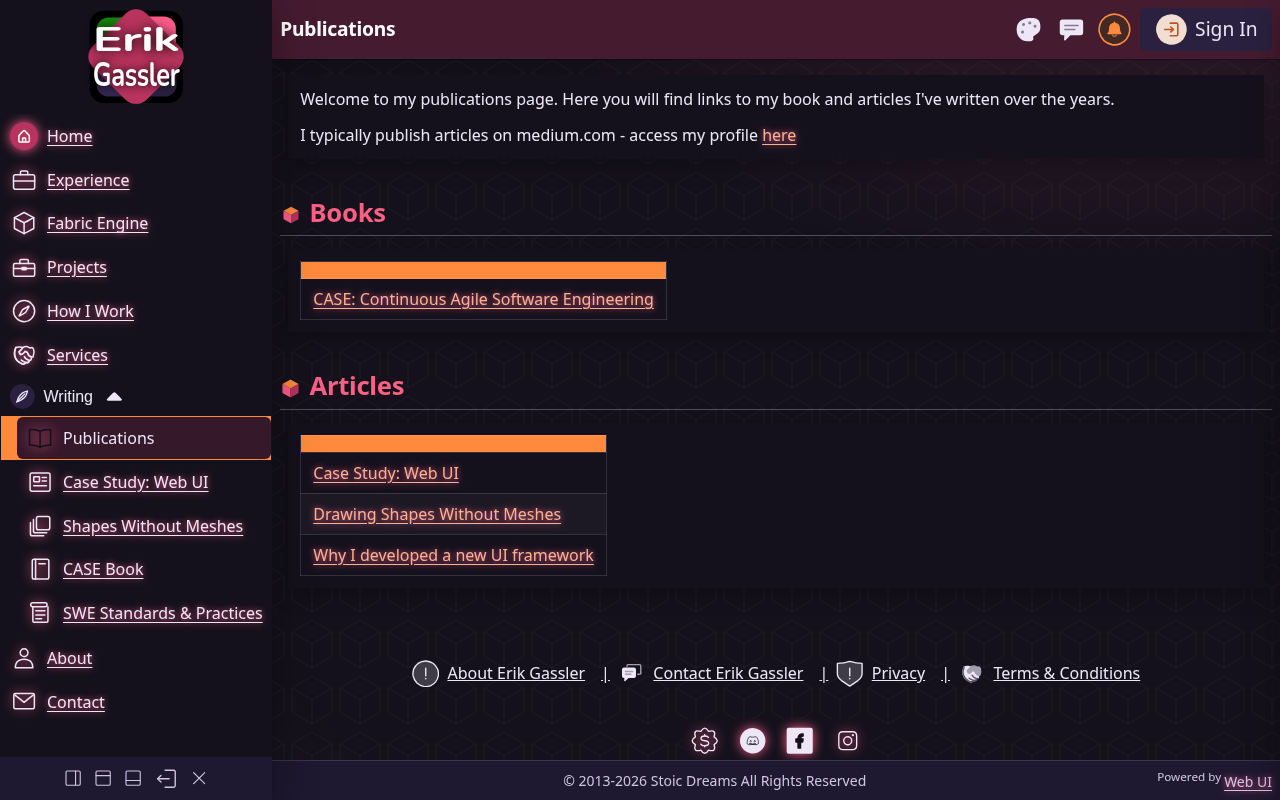 Erik
Gassler
Home
Experience
Fabric Engine
Projects
How I Work
Services
Writing
Publications
Case Study: Web UI
Shapes Without Meshes
CASE Book
SWE Standards & Practices
About
Contact
Publications
Sign In
Welcome to my publications page. Here you will find links to my book and articles I've written over the years.
I typically publish articles on medium.com - access my profile here
Books
CASE: Continuous Agile Software Engineering
Articles
Case Study: Web UI
Drawing Shapes Without Meshes
Why I developed a new UI framework
About Erik Gassler | Contact Erik Gassler | Privacy | Terms & Conditions
© 2013-2026 Stoic Dreams All Rights Reserved
Powered by Web UI